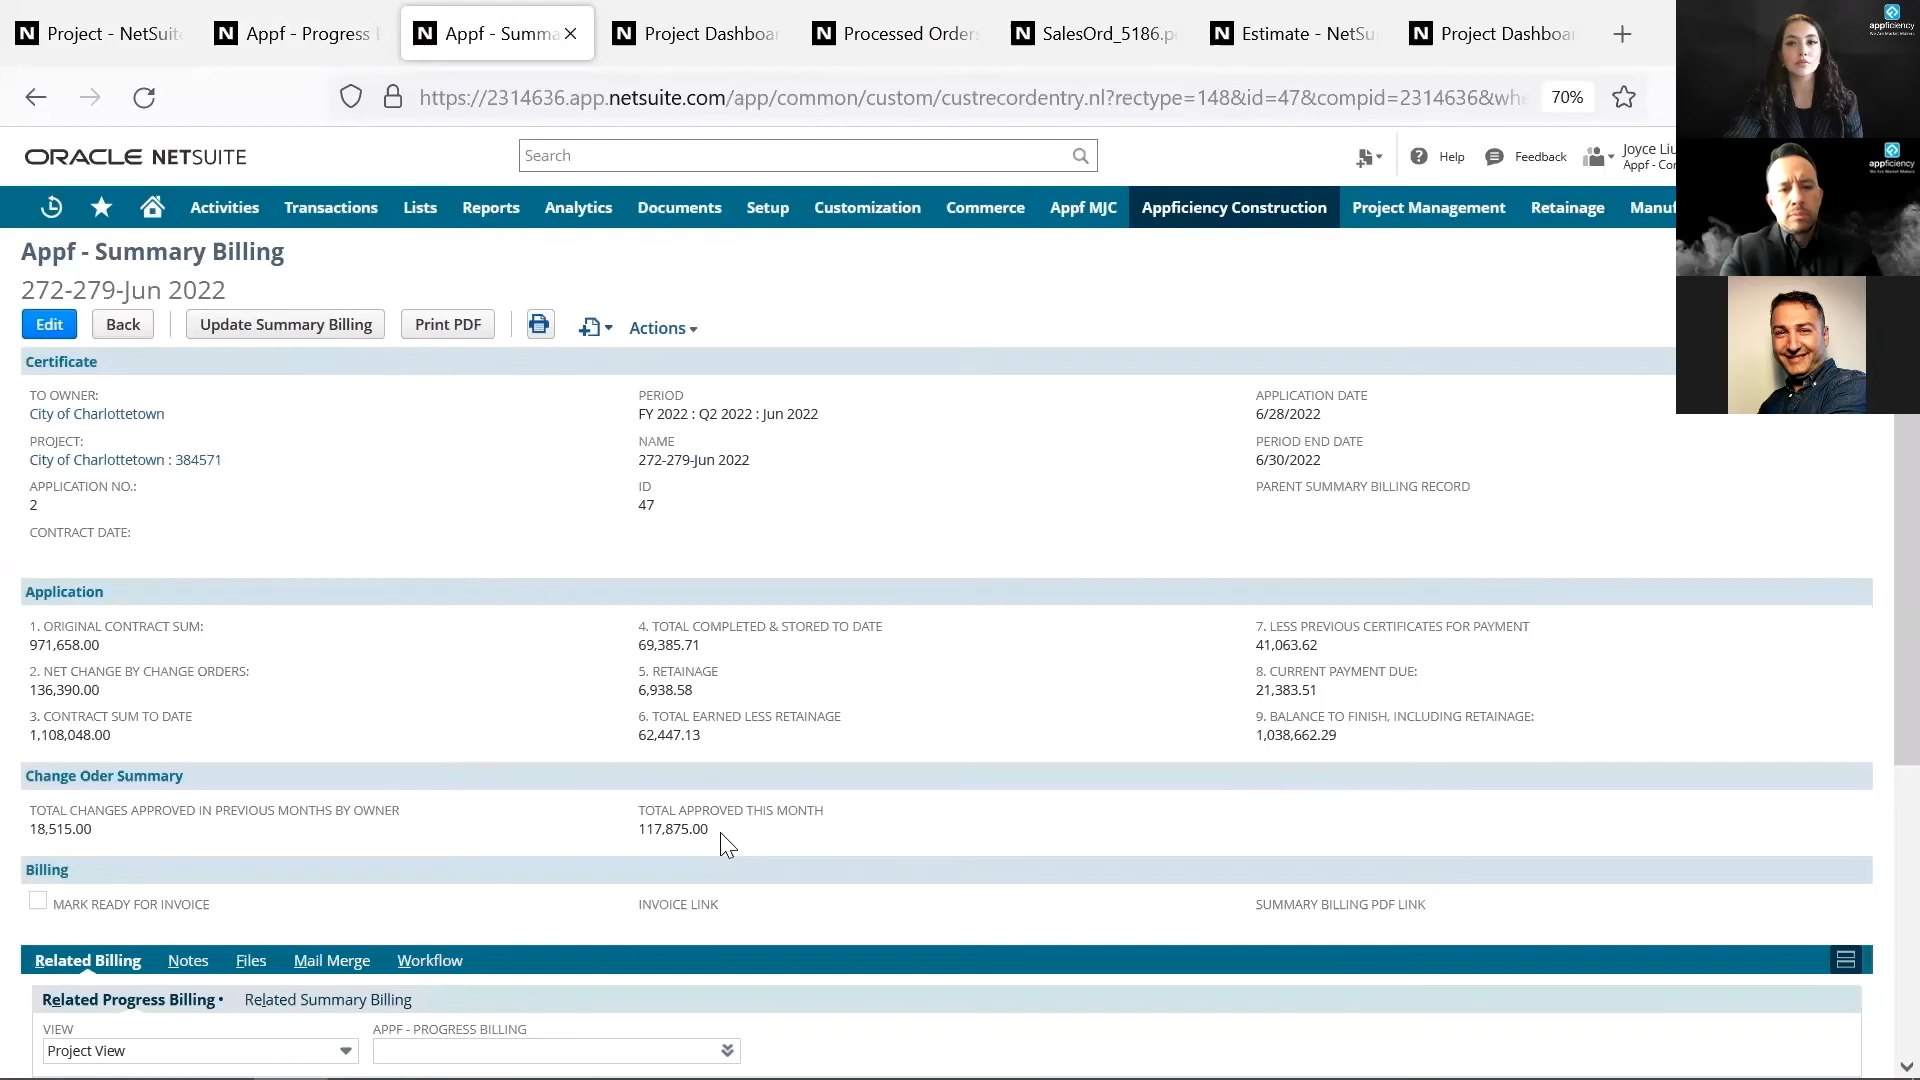 Project - NetSuite
Appf - Progress
Appf - Summa
Project Dashboar
Processed Order
SalesOrd_5186.p
Estimate - NetSu
Project Dashboar
https://2314636.app.netsuite.com/app/common/custom/custrecordentry.nl?rectype=148&id=47&compid=2314636&whe
70%
ORACLE NETSUITE
Search
Help
Feedback
Joyce Liu
Appf - Cor
Activities Transactions Lists Reports Analytics Documents Setup Customization Commerce Appf MJC Appficiency Construction Project Management Retainage Manuf
Appf - Summary Billing
272-279-Jun 2022
Edit Back Update Summary Billing Print PDF Actions
Certificate
TO OWNER: PERIOD APPLICATION DATE
City of Charlottetown FY 2022 : Q2 2022 : Jun 2022 6/28/2022
PROJECT: NAME PERIOD END DATE
City of Charlottetown : 384571 272-279-Jun 2022 6/30/2022
APPLICATION NO.: ID PARENT SUMMARY BILLING RECORD
2 47
CONTRACT DATE:
Application
1. ORIGINAL CONTRACT SUM: 4. TOTAL COMPLETED & STORED TO DATE 7. LESS PREVIOUS CERTIFICATES FOR PAYMENT
971,658.00 69,385.71 41,063.62
2. NET CHANGE BY CHANGE ORDERS: 5. RETAINAGE 8. CURRENT PAYMENT DUE:
136,390.00 6,938.58 21,383.51
3. CONTRACT SUM TO DATE 6. TOTAL EARNED LESS RETAINAGE 9. BALANCE TO FINISH, INCLUDING RETAINAGE:
1,108,048.00 62,447.13 1,038,662.29
Change Oder Summary
TOTAL CHANGES APPROVED IN PREVIOUS MONTHS BY OWNER TOTAL APPROVED THIS MONTH
18,515.00 117,875.00
Billing
MARK READY FOR INVOICE INVOICE LINK SUMMARY BILLING PDF LINK
Related Billing Notes Files Mail Merge Workflow
Related Progress Billing • Related Summary Billing
VIEW APPF - PROGRESS BILLING
Project View
appficiency
appficiency